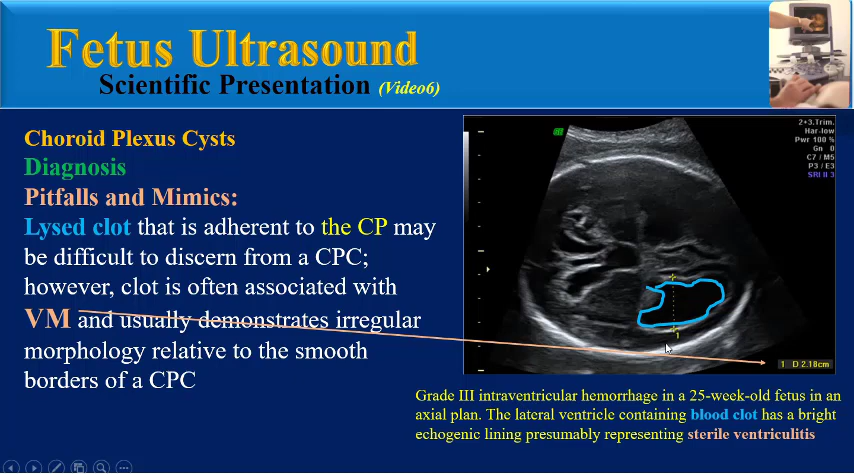 Fetus Ultrasound
Scientific Presentation (Video6)
Choroid Plexus Cysts
Diagnosis
Pitfalls and Mimics:
Lysed clot that is adherent to the CP may
be difficult to discern from a CPC;
however, clot is often associated with
VM and usually demonstrates irregular
morphology relative to the smooth
borders of a CPC
2+3.Trim.
Har-low
Pwr 100 %
Gn 0
C7 / M5
P3 / E3
SRI II 3
1
1 D 2.18cm
Grade III intraventricular hemorrhage in a 25-week-old fetus in an
axial plan. The lateral ventricle containing blood clot has a bright
echogenic lining presumably representing sterile ventriculitis